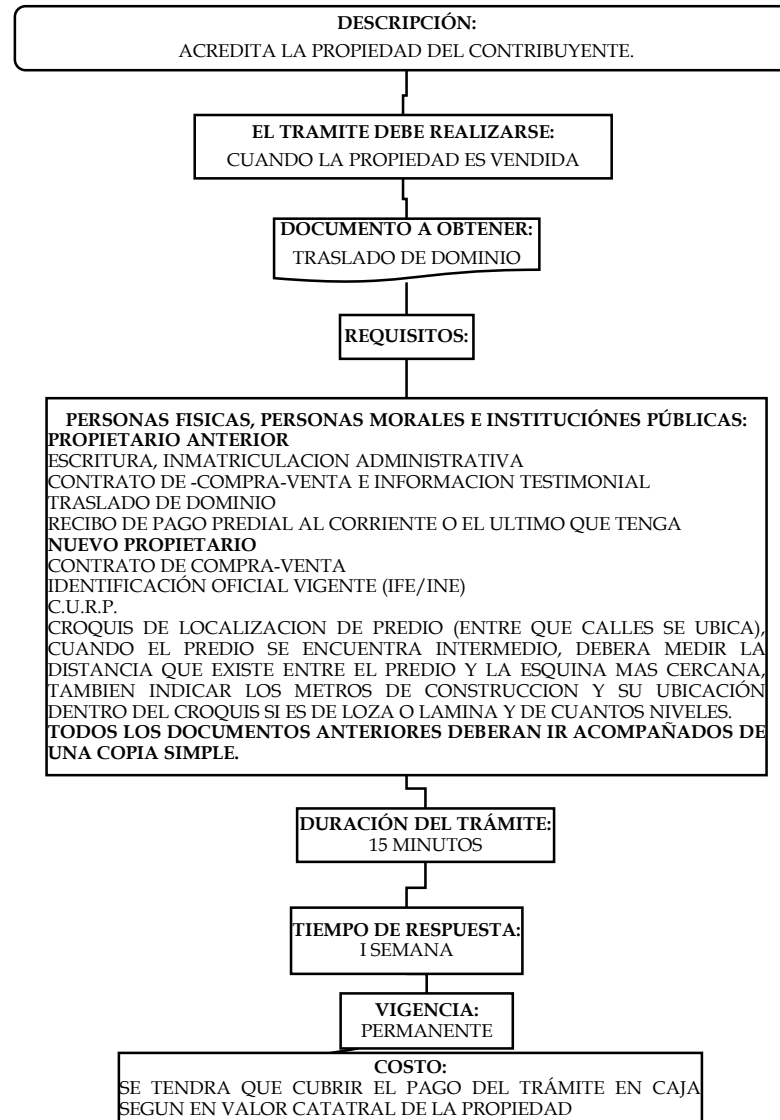 DESCRIPCIÓN:
ACREDITA LA PROPIEDAD DEL CONTRIBUYENTE.
EL TRAMITE DEBE REALIZARSE:
CUANDO LA PROPIEDAD ES VENDIDA
DOCUMENTO A OBTENER:
TRASLADO DE DOMINIO
REQUISITOS:
PERSONAS FISICAS, PERSONAS MORALES E INSTITUCIÓNES PÚBLICAS:
PROPIETARIO ANTERIOR
ESCRITURA, INMATRICULACION ADMINISTRATIVA
CONTRATO DE -COMPRA-VENTA E INFORMACION TESTIMONIAL
TRASLADO DE DOMINIO
RECIBO DE PAGO PREDIAL AL CORRIENTE O EL ULTIMO QUE TENGA
NUEVO PROPIETARIO
CONTRATO DE COMPRA-VENTA
IDENTIFICACIÓN OFICIAL VIGENTE (IFE/INE)
C.U.R.P.
CROQUIS DE LOCALIZACION DE PREDIO (ENTRE QUE CALLES SE UBICA),
CUANDO EL PREDIO SE ENCUENTRA INTERMEDIO, DEBERA MEDIR LA
DISTANCIA QUE EXISTE ENTRE EL PREDIO Y LA ESQUINA MAS CERCANA,
TAMBIEN INDICAR LOS METROS DE CONSTRUCCION Y SU UBICACIÓN
DENTRO DEL CROQUIS SI ES DE LOZA O LAMINA Y DE CUANTOS NIVELES.
TODOS LOS DOCUMENTOS ANTERIORES DEBERAN IR ACOMPAÑADOS DE
UNA COPIA SIMPLE.
DURACIÓN DEL TRÁMITE:
15 MINUTOS
TIEMPO DE RESPUESTA:
I SEMANA
VIGENCIA:
PERMANENTE
COSTO:
SE TENDRA QUE CUBRIR EL PAGO DEL TRÁMITE EN CAJA
SEGUN EN VALOR CATATRAL DE LA PROPIEDAD